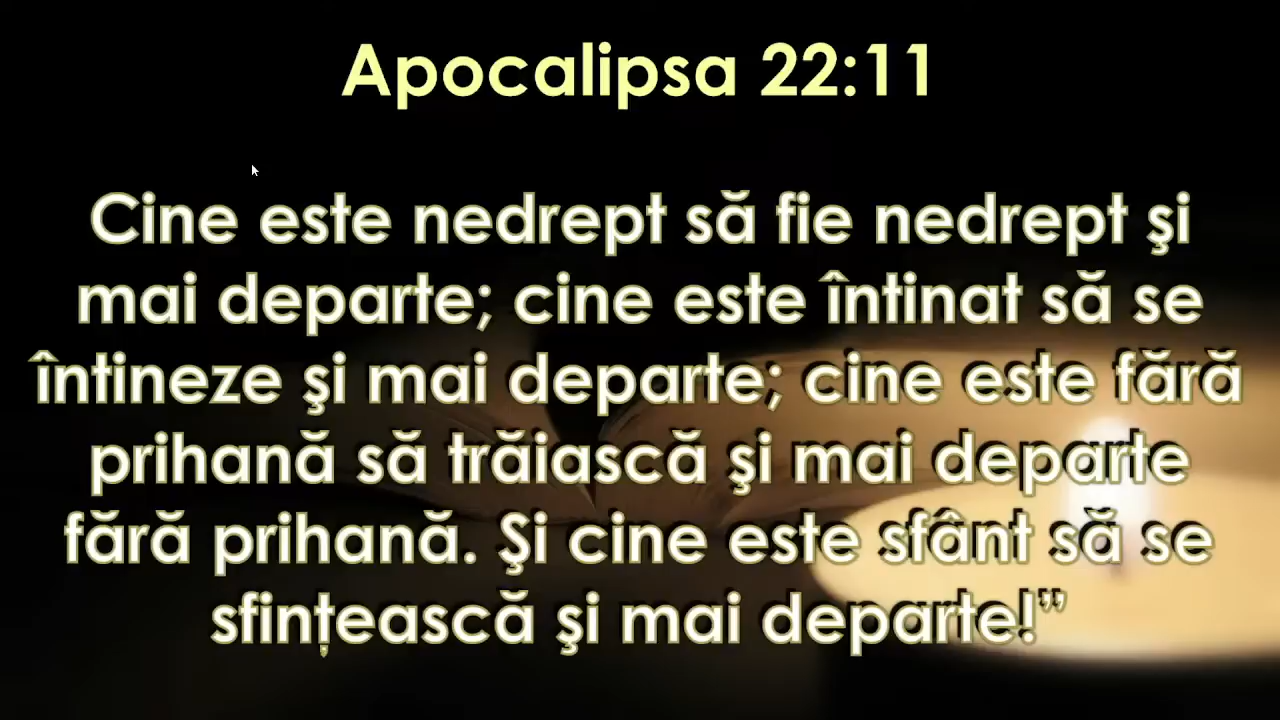 Apocalipsa 22:11
Cine este nedrept să fie nedrept şi
mai departe; cine este întinat să se
întineze şi mai departe; cine este fără
prihană să trăiască şi mai departe
fără prihană. Şi cine este sfânt să se
sfințească şi mai departe!”